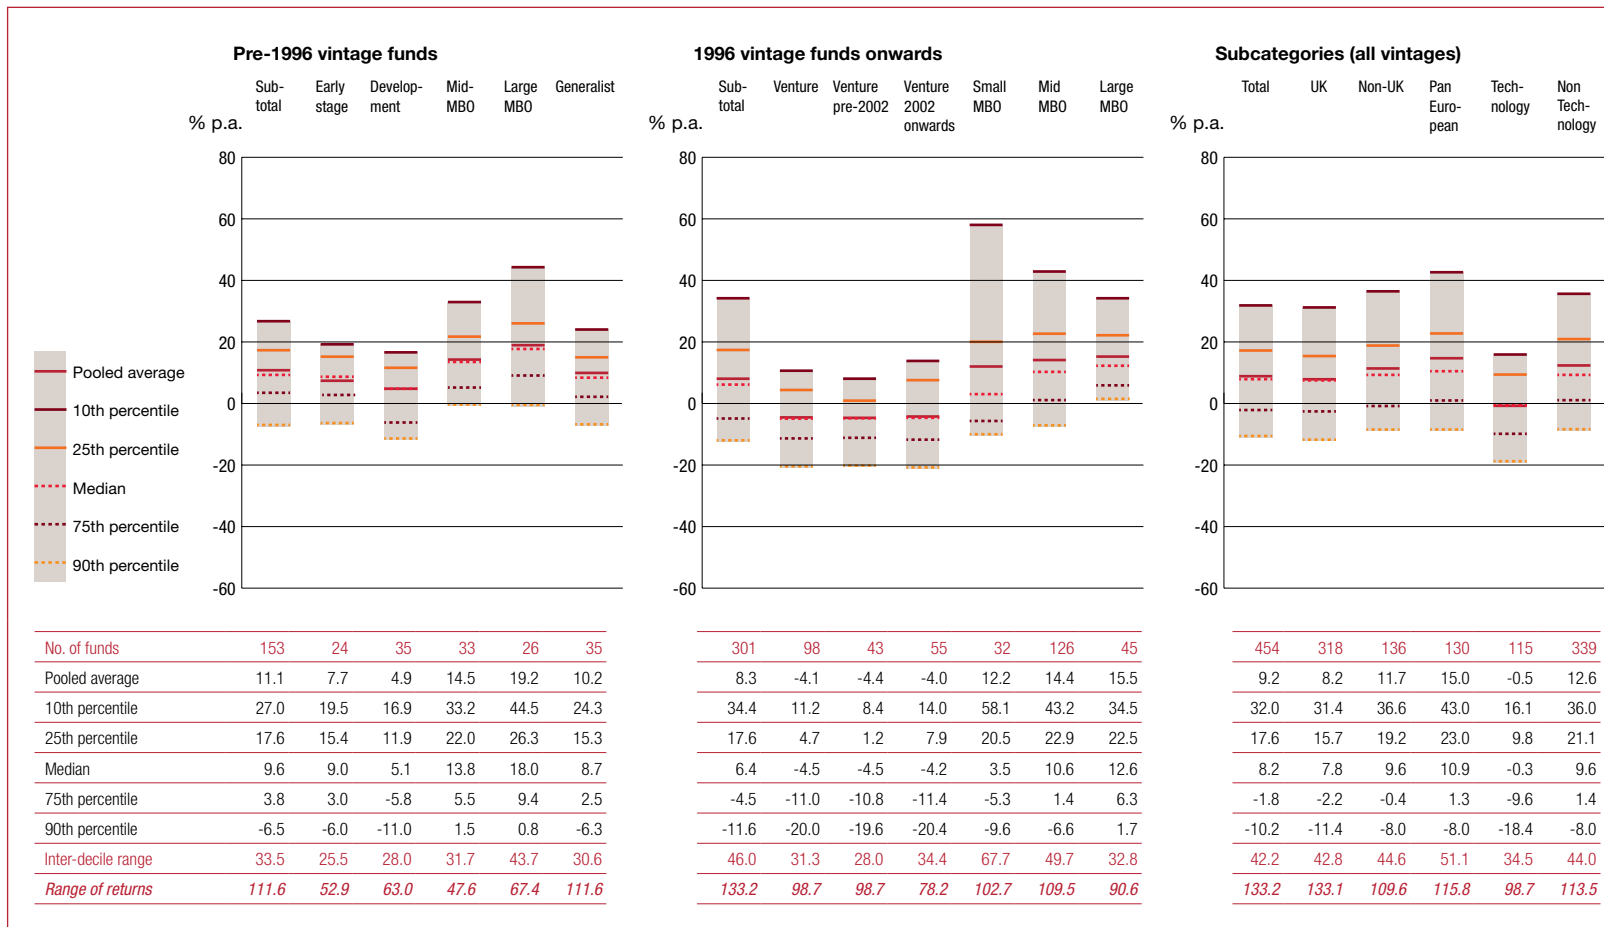 Pre-1996 vintage funds
Sub-total Early stage Develop-ment Mid-MBO Large MBO Generalist
% p.a.
80
60
40
20
0
-20
-40
-60
1996 vintage funds onwards
Sub-total Venture Venture pre-2002 Venture 2002 onwards Small MBO Mid MBO Large MBO
% p.a.
80
60
40
20
0
-20
-40
-60
Subcategories (all vintages)
Total UK Non-UK Pan Euro-pean Tech-nology Non Tech-nology
% p.a.
80
60
40
20
0
-20
-40
-60
Pooled average
10th percentile
25th percentile
Median
75th percentile
90th percentile
No. of funds 153 24 35 33 26 35 301 98 43 55 32 126 45 454 318 136 130 115 339
Pooled average 11.1 7.7 4.9 14.5 19.2 10.2 8.3 -4.1 -4.4 -4.0 12.2 14.4 15.5 9.2 8.2 11.7 15.0 -0.5 12.6
10th percentile 27.0 19.5 16.9 33.2 44.5 24.3 34.4 11.2 8.4 14.0 58.1 43.2 34.5 32.0 31.4 36.6 43.0 16.1 36.0
25th percentile 17.6 15.4 11.9 22.0 26.3 15.3 17.6 4.7 1.2 7.9 20.5 22.9 22.5 17.6 15.7 19.2 23.0 9.8 21.1
Median 9.6 9.0 5.1 13.8 18.0 8.7 6.4 -4.5 -4.5 -4.2 3.5 10.6 12.6 8.2 7.8 9.6 10.9 -0.3 9.6
75th percentile 3.8 3.0 -5.8 5.5 9.4 2.5 -4.5 -11.0 -10.8 -11.4 -5.3 1.4 6.3 -1.8 -2.2 -0.4 1.3 -9.6 1.4
90th percentile -6.5 -6.0 -11.0 1.5 0.8 -6.3 -11.6 -20.0 -19.6 -20.4 -9.6 -6.6 1.7 -10.2 -11.4 -8.0 -8.0 -18.4 -8.0
Inter-decile range 33.5 25.5 28.0 31.7 43.7 30.6 46.0 31.3 28.0 34.4 67.7 49.7 32.8 42.2 42.8 44.6 51.1 34.5 44.0
Range of returns 111.6 52.9 63.0 47.6 67.4 111.6 133.2 98.7 98.7 78.2 102.7 109.5 90.6 133.2 133.1 109.6 115.8 98.7 113.5